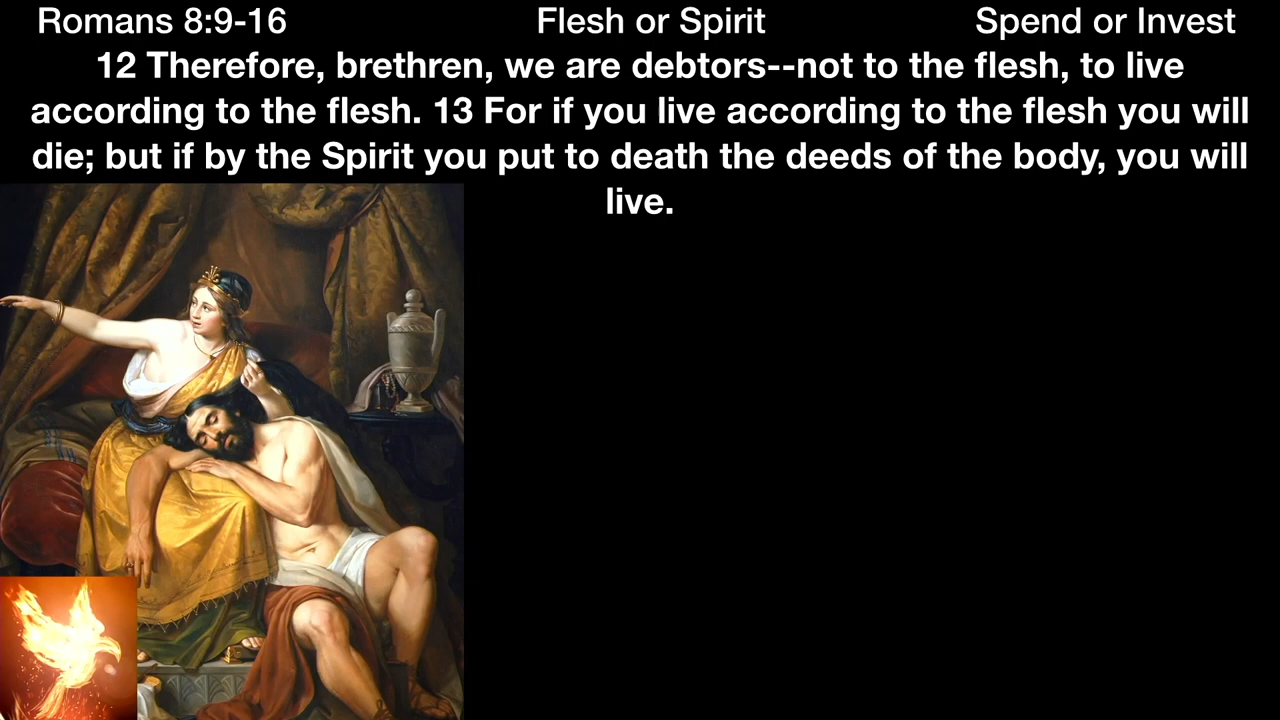 Romans 8:9-16 Flesh or Spirit Spend or Invest
12 Therefore, brethren, we are debtors--not to the flesh, to live
according to the flesh. 13 For if you live according to the flesh you will
die; but if by the Spirit you put to death the deeds of the body, you will
live.